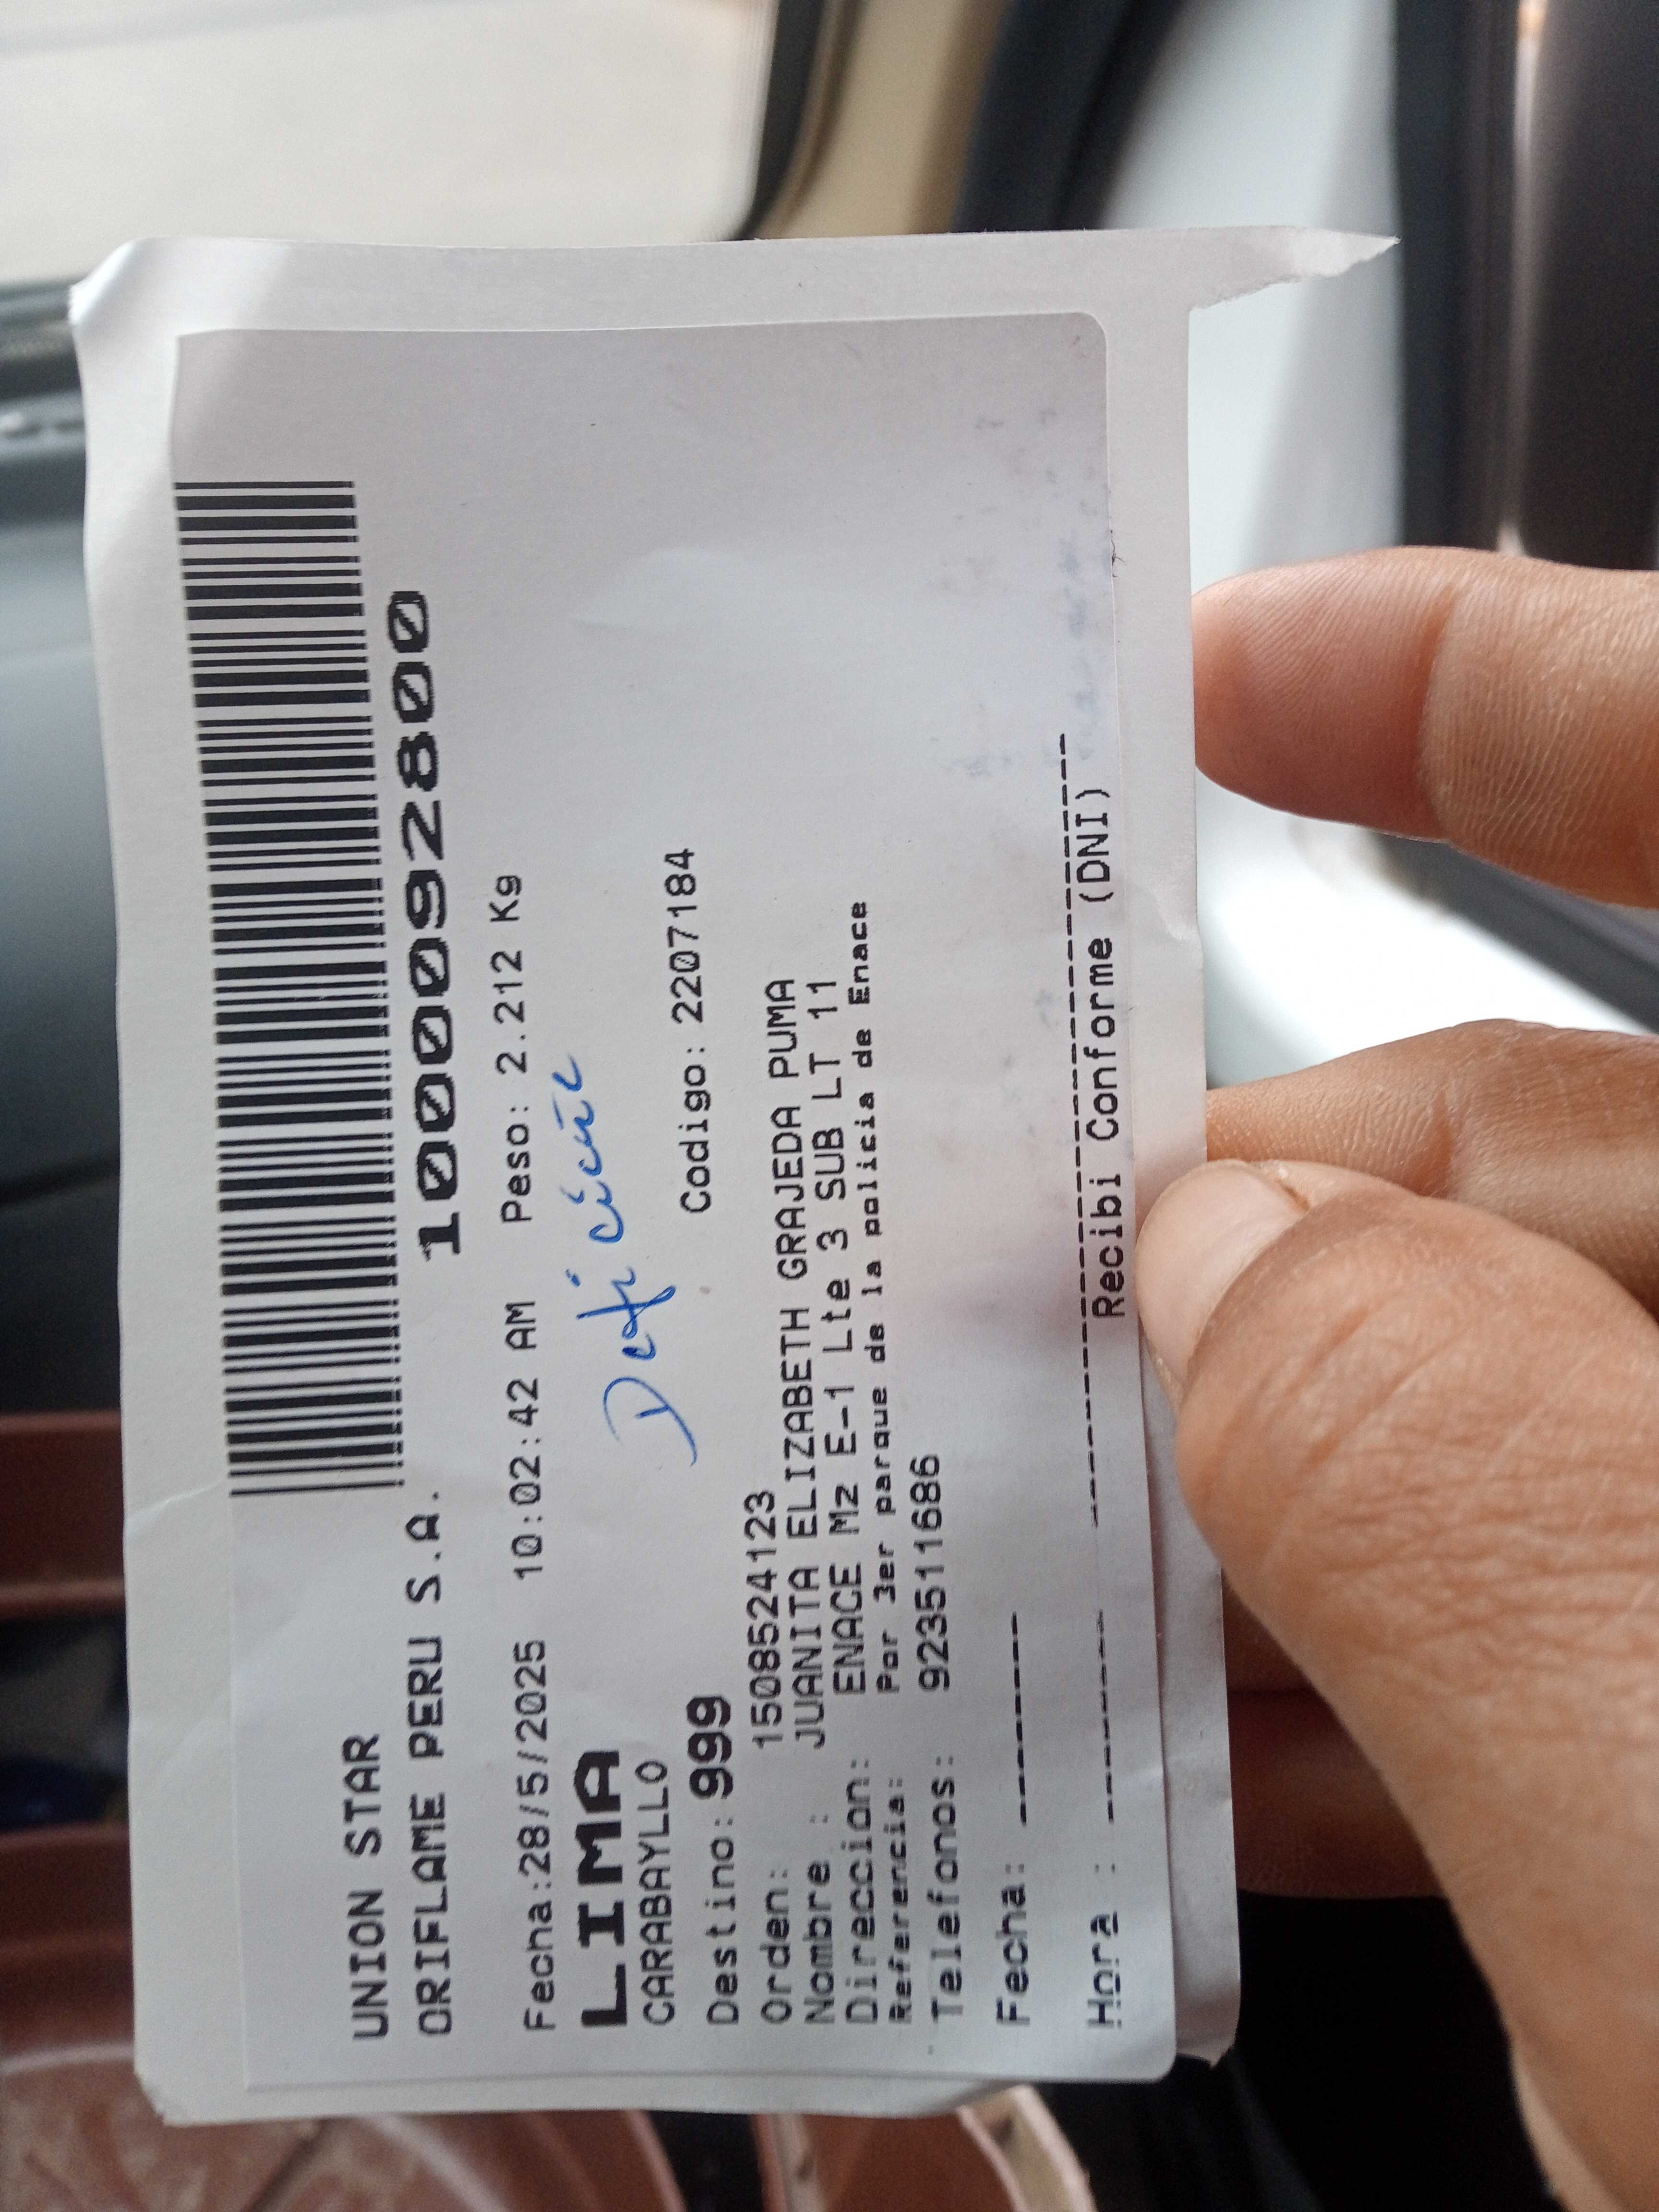 UNION STAR
ORIFLAME PERU S.A.
1000092800
Fecha:28/5/2025 10:02:42 AM Peso: 2.212 Kg
LIMA
CARABAYLLO
Destino: 999 Codigo: 2207184
Orden: 1508524123
Nombre : JUANITA ELIZABETH GRAJEDA PUMA
Direccion: ENACE Mz E-1 Lte 3 SUB LT 11
Referencia: Por 3er parque de la policia de Enace
Telefonos: 923511686
Fecha: --------
Hora : --------
Recibi Conforme (DNI)